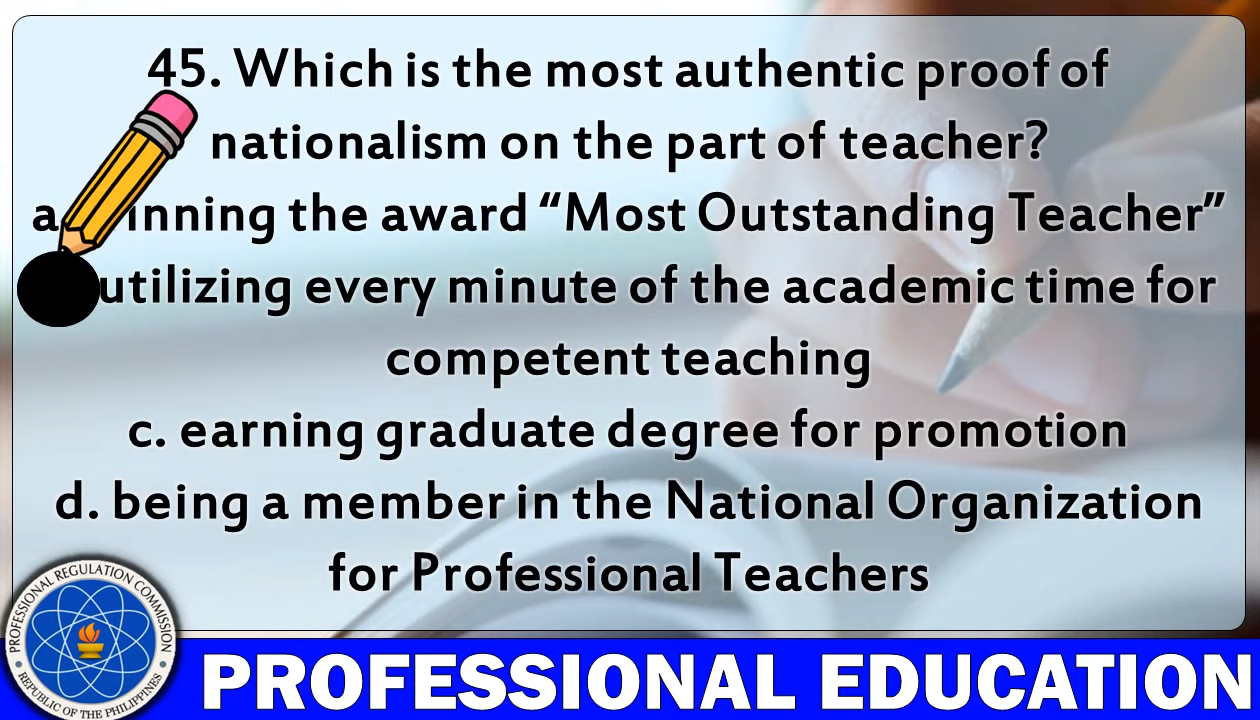 45. Which is the most authentic proof of
nationalism on the part of teacher?
a inning the award “Most Outstanding Teacher”
utilizing every minute of the academic time for
competent teaching
c. earning graduate degree for promotion
d. being a member in the National Organization
for Professional Teachers
PROFESSIONAL REGULATION COMMISSION
REPUBLIC OF THE PHILIPPINES
PROFESSIONAL EDUCATION